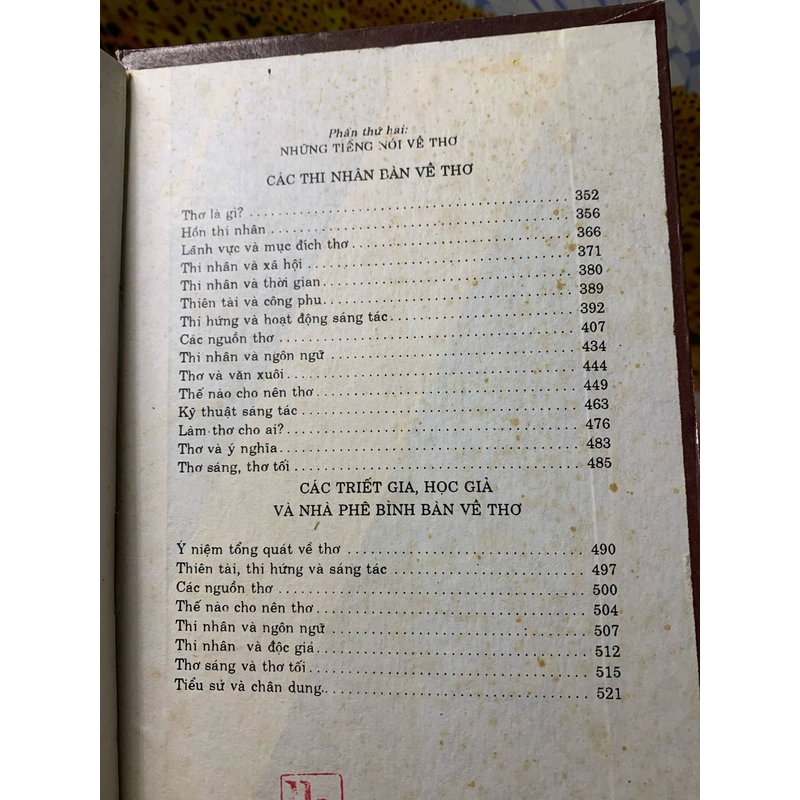 Phần thứ hai:
NHỮNG TIẾNG NÓI VỀ THƠ
CÁC THI NHÂN BÀN VỀ THƠ
Thơ là gì? 352
Hồn thi nhân 356
Lãnh vực và mục đích thơ 366
Thi nhân và xã hội 371
Thi nhân và thời gian 380
Thiên tài và công phu 389
Thi hứng và hoạt động sáng tác 392
Các nguồn thơ 407
Thi nhân và ngôn ngữ 434
Thơ và văn xuôi 444
Thế nào cho nên thơ 449
Kỹ thuật sáng tác 463
Làm thơ cho ai? 476
Thơ và ý nghĩa 483
Thơ sáng, thơ tối 485
CÁC TRIẾT GIA, HỌC GIẢ
VÀ NHÀ PHÊ BÌNH BÀN VỀ THƠ
Ý niệm tổng quát về thơ 490
Thiên tài, thi hứng và sáng tác 497
Các nguồn thơ 500
Thế nào cho nên thơ 504
Thi nhân và ngôn ngữ 507
Thi nhân và độc giả 512
Thơ sáng và thơ tối 515
Tiểu sử và chân dung 521